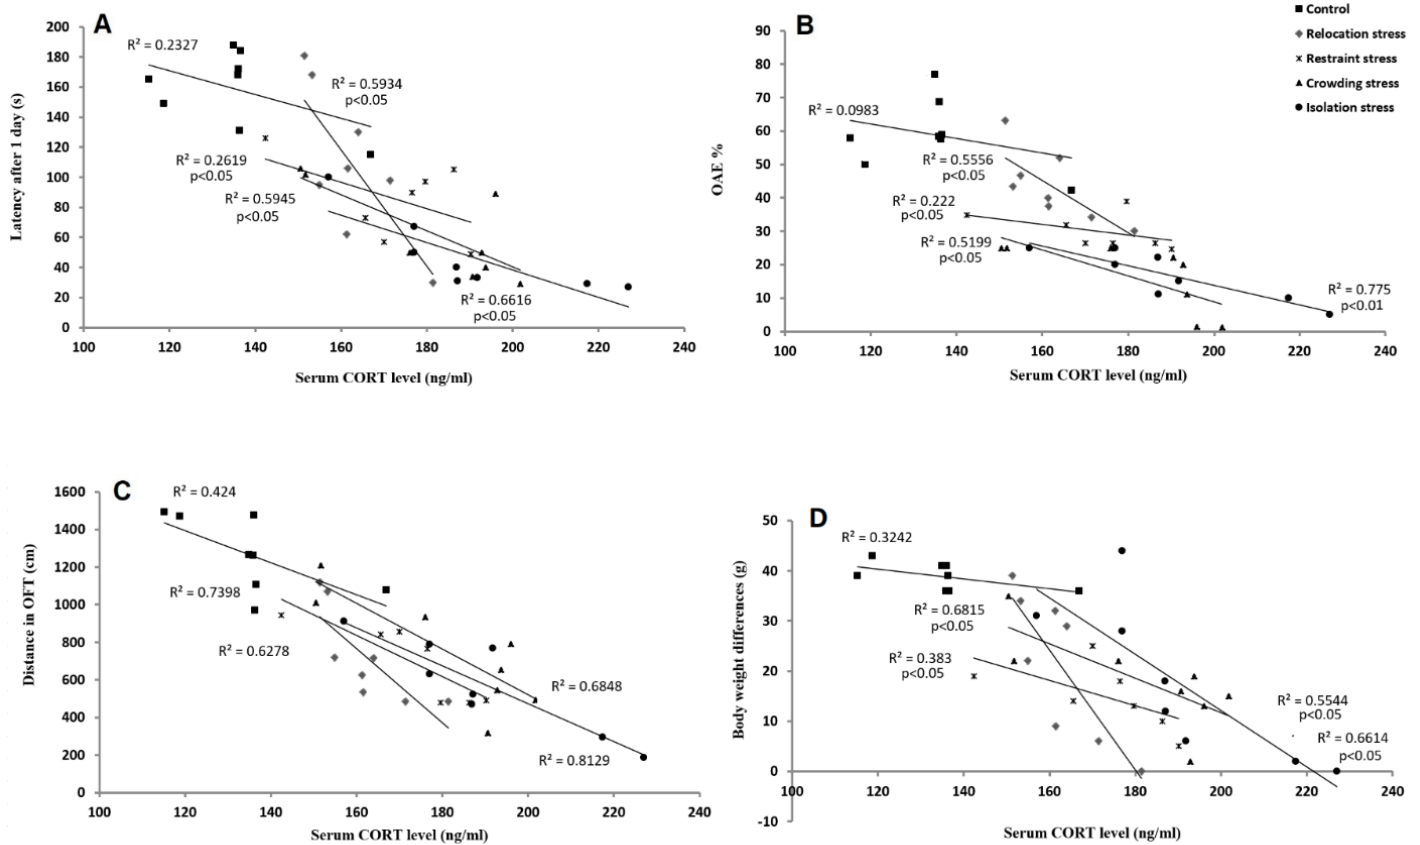 A
200
180
160
140
120
100
80
60
40
20
0
Latency after 1 day (s)
R² = 0.2327
R² = 0.5934
p<0.05
R² = 0.2619
p<0.05
R² = 0.5945
p<0.05
R² = 0.6616
p<0.05
100 120 140 160 180 200 220 240
Serum CORT level (ng/ml)
B
Control
Relocation stress
Restraint stress
Crowding stress
Isolation stress
90
80
70
60
50
40
30
20
10
0
OAE %
R² = 0.0983
R² = 0.5556
p<0.05
R² = 0.222
p<0.05
R² = 0.5199
p<0.05
R² = 0.775
p<0.01
100 120 140 160 180 200 220 240
Serum CORT level (ng/ml)
C
1600
1400
1200
1000
800
600
400
200
0
Distance in OFT (cm)
R² = 0.424
R² = 0.7398
R² = 0.6278
R² = 0.6848
R² = 0.8129
100 120 140 160 180 200 220 240
Serum CORT level (ng/ml)
D
50
40
30
20
10
0
-10
Body weight differences (g)
R² = 0.3242
R² = 0.6815
p<0.05
R² = 0.383
p<0.05
R² = 0.5544
p<0.05
R² = 0.6614
p<0.05
100 120 140 160 180 200 220 240
Serum CORT level (ng/ml)